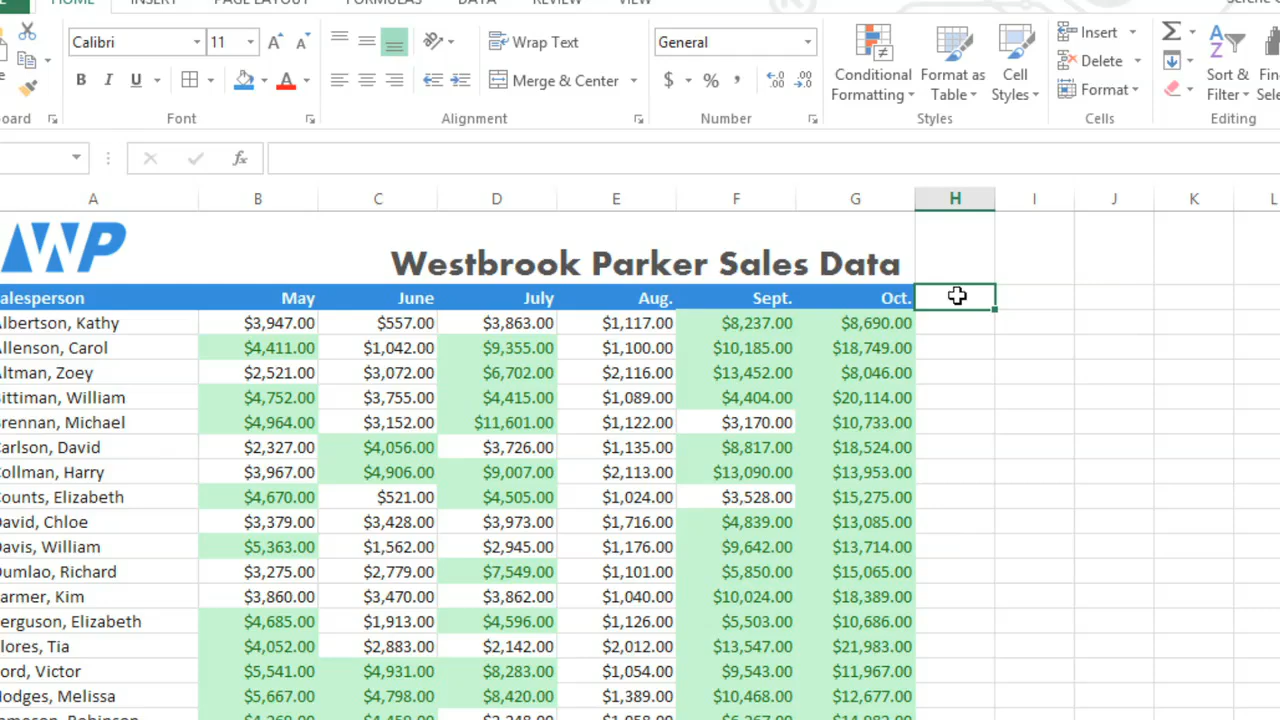 HOME INSERT PAGE LAYOUT FORMULAS DATA REVIEW VIEW
Calibri 11 Wrap Text General Insert
B I U Merge & Center $ % Conditional Format as Cell Delete Sort &
Formatting Table Styles Format Filter
Font Alignment Number Styles Cells Editing
fx
A B C D E F G H I J K L
WP Westbrook Parker Sales Data
alesperson May June July Aug. Sept. Oct.
lbertson, Kathy $3,947.00 $557.00 $3,863.00 $1,117.00 $8,237.00 $8,690.00
llenson, Carol $4,411.00 $1,042.00 $9,355.00 $1,100.00 $10,185.00 $18,749.00
ltman, Zoey $2,521.00 $3,072.00 $6,702.00 $2,116.00 $13,452.00 $8,046.00
ittiman, William $4,752.00 $3,755.00 $4,415.00 $1,089.00 $4,404.00 $20,114.00
rennan, Michael $4,964.00 $3,152.00 $11,601.00 $1,122.00 $3,170.00 $10,733.00
arlson, David $2,327.00 $4,056.00 $3,726.00 $1,135.00 $8,817.00 $18,524.00
ollman, Harry $3,967.00 $4,906.00 $9,007.00 $2,113.00 $13,090.00 $13,953.00
ounts, Elizabeth $4,670.00 $521.00 $4,505.00 $1,024.00 $3,528.00 $15,275.00
avid, Chloe $3,379.00 $3,428.00 $3,973.00 $1,716.00 $4,839.00 $13,085.00
avis, William $5,363.00 $1,562.00 $2,945.00 $1,176.00 $9,642.00 $13,714.00
umlao, Richard $3,275.00 $2,779.00 $7,549.00 $1,101.00 $5,850.00 $15,065.00
armer, Kim $3,860.00 $3,470.00 $3,862.00 $1,040.00 $10,024.00 $18,389.00
erguson, Elizabeth $4,685.00 $1,913.00 $4,596.00 $1,126.00 $5,503.00 $10,686.00
lores, Tia $4,052.00 $2,883.00 $2,142.00 $2,012.00 $13,547.00 $21,983.00
ord, Victor $5,541.00 $4,931.00 $8,283.00 $1,054.00 $9,543.00 $11,967.00
odges, Melissa $5,667.00 $4,798.00 $8,420.00 $1,389.00 $10,468.00 $12,677.00